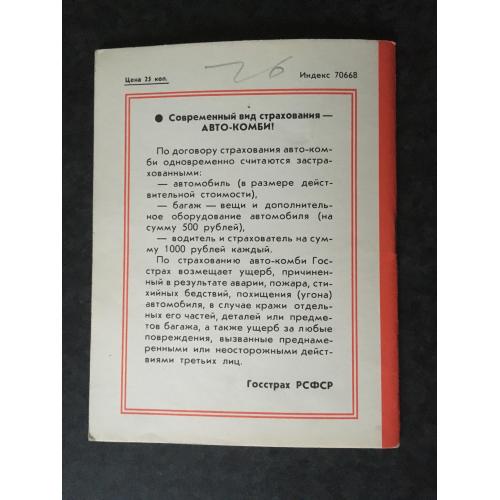 26
Цена 25 коп.
Индекс 70668
● Современный вид страхования —
АВТО-КОМБИ!
По договору страхования авто-ком-
би одновременно считаются застра-
хованными:
— автомобиль (в размере дейст-
вительной стоимости),
— багаж — вещи и дополнитель-
ное оборудование автомобиля (на
сумму 500 рублей),
— водитель и страхователь на сум-
му 1000 рублей каждый.
По страхованию авто-комби Гос-
страх возмещает ущерб, причинен-
ный в результате аварии, пожара, сти-
хийных бедствий, похищения (угона)
автомобиля, в случае кражи отдель-
ных его частей, деталей или предме-
тов багажа, а также ущерб за любые
повреждения, вызванные преднаме-
ренными или неосторожными дейст-
виями третьих лиц.
Госстрах РСФСР